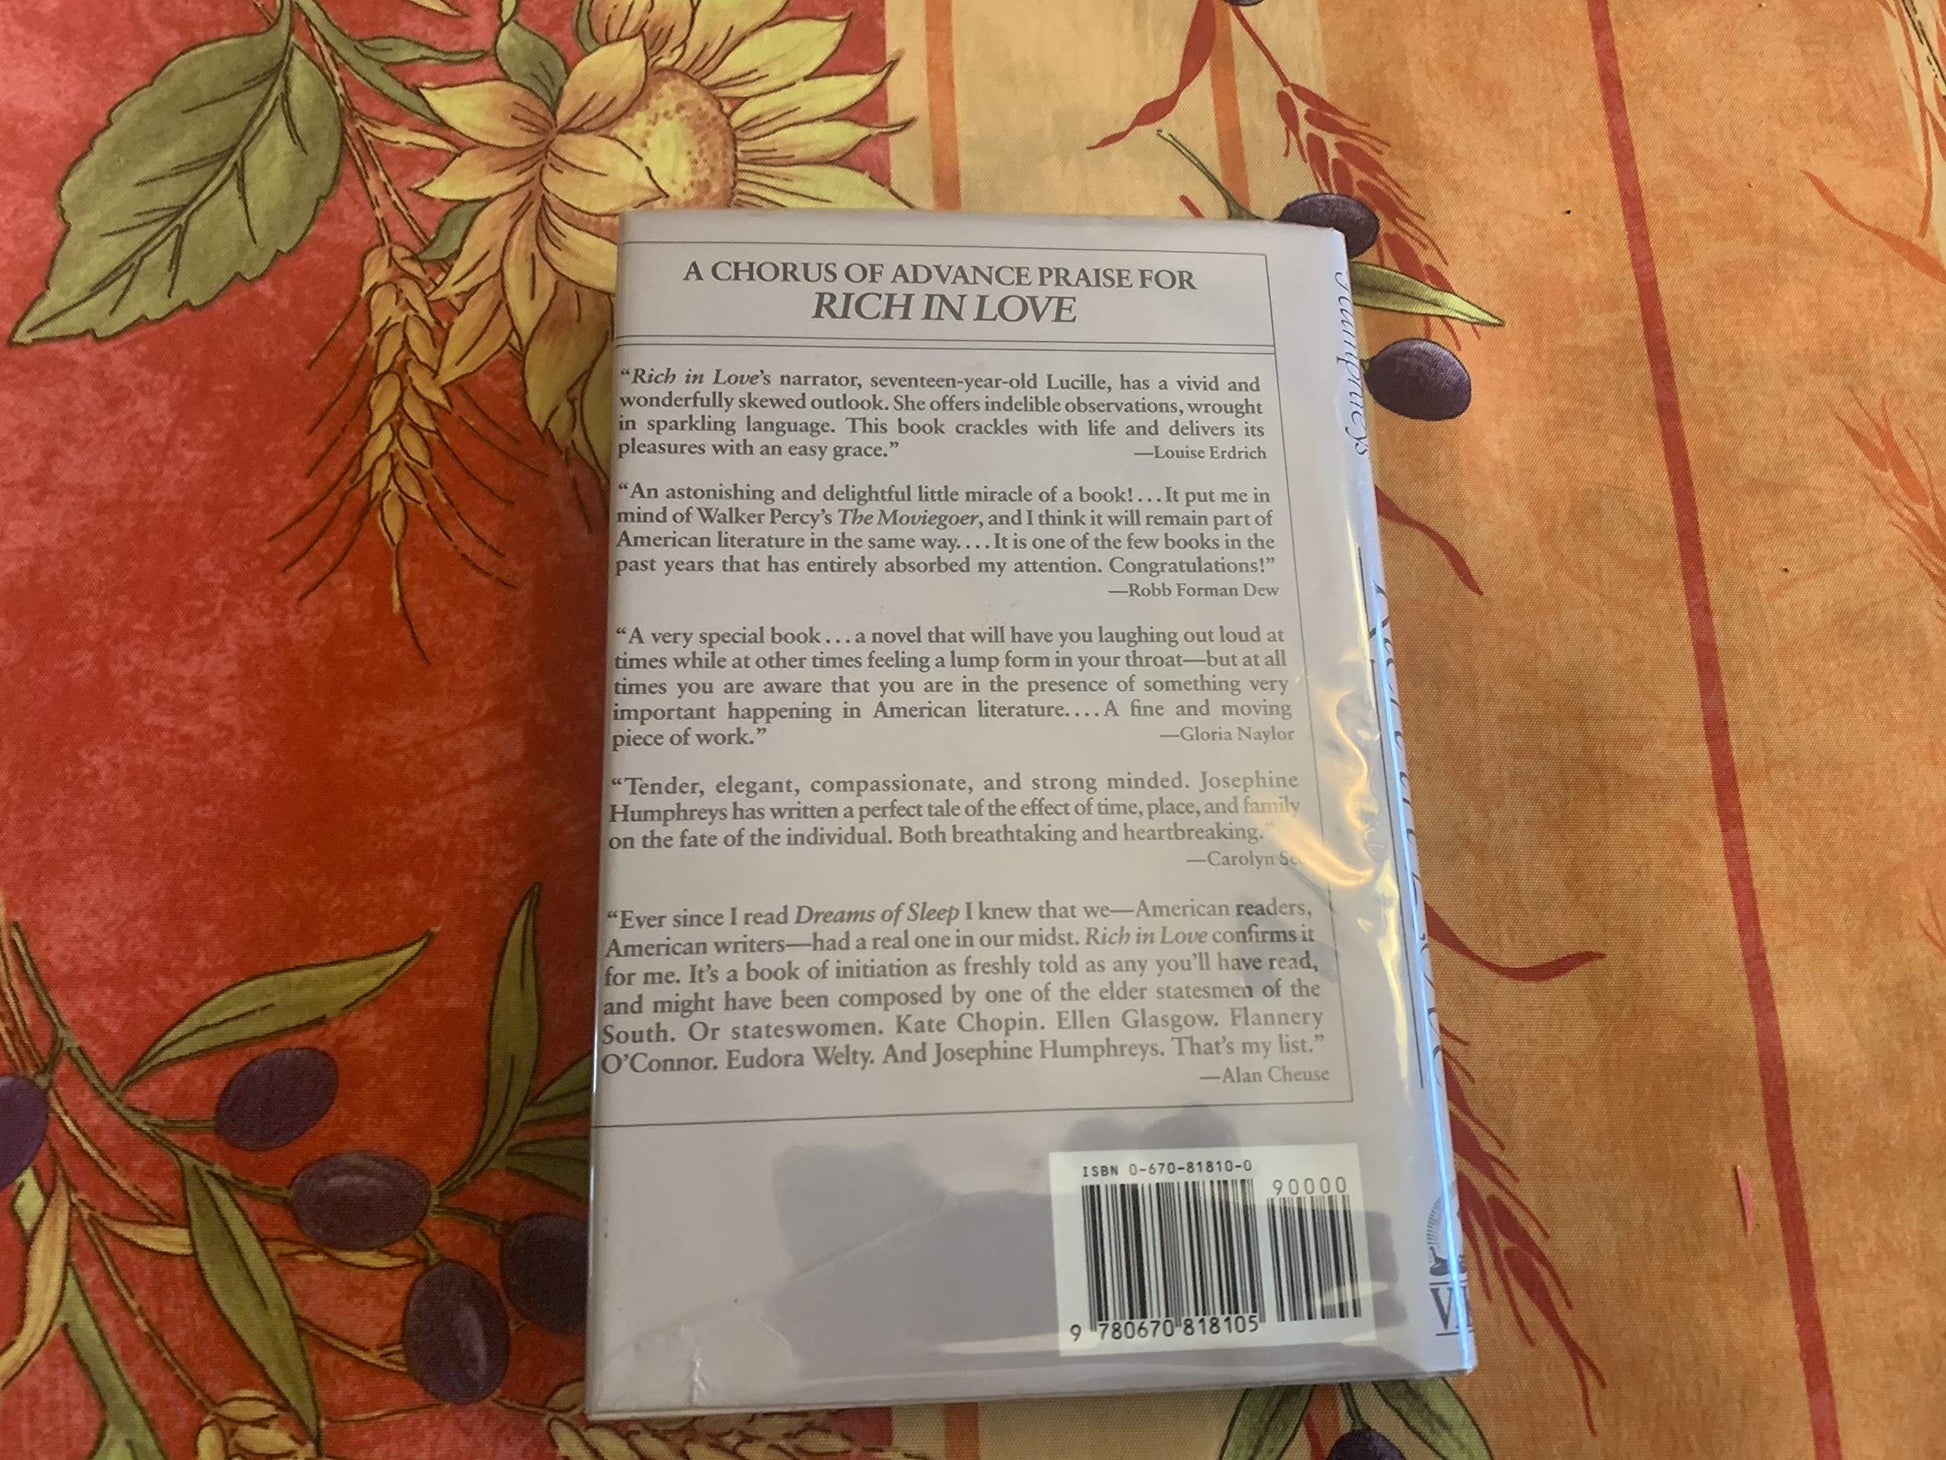 A CHORUS OF ADVANCE PRAISE FOR
RICH IN LOVE
“Rich in Love’s narrator, seventeen-year-old Lucille, has a vivid and
wonderfully skewed outlook. She offers indelible observations, wrought
in sparkling language. This book crackles with life and delivers its
pleasures with an easy grace.” —Louise Erdrich
“An astonishing and delightful little miracle of a book!...It put me in
mind of Walker Percy’s The Moviegoer, and I think it will remain part of
American literature in the same way....It is one of the few books in the
past years that has entirely absorbed my attention. Congratulations!”
—Robb Forman Dew
“A very special book...a novel that will have you laughing out loud at
times while at other times feeling a lump form in your throat—but at all
times you are aware that you are in the presence of something very
important happening in American literature....A fine and moving
piece of work.” —Gloria Naylor
“Tender, elegant, compassionate, and strong minded. Josephine
Humphreys has written a perfect tale of the effect of time, place, and family
on the fate of the individual. Both breathtaking and heartbreaking.”
—Carolyn
“Ever since I read Dreams of Sleep I knew that we—American readers,
American writers—had a real one in our midst. Rich in Love confirms it
for me. It’s a book of initiation as freshly told as any you’ll have read,
and might have been composed by one of the elder statesmen of the
South. Or stateswomen. Kate Chopin. Ellen Glasgow. Flannery
O’Connor. Eudora Welty. And Josephine Humphreys. That’s my list.”
—Alan Cheuse
ISBN 0-670-81810-0
90000
9 780670 818105
Humphreys